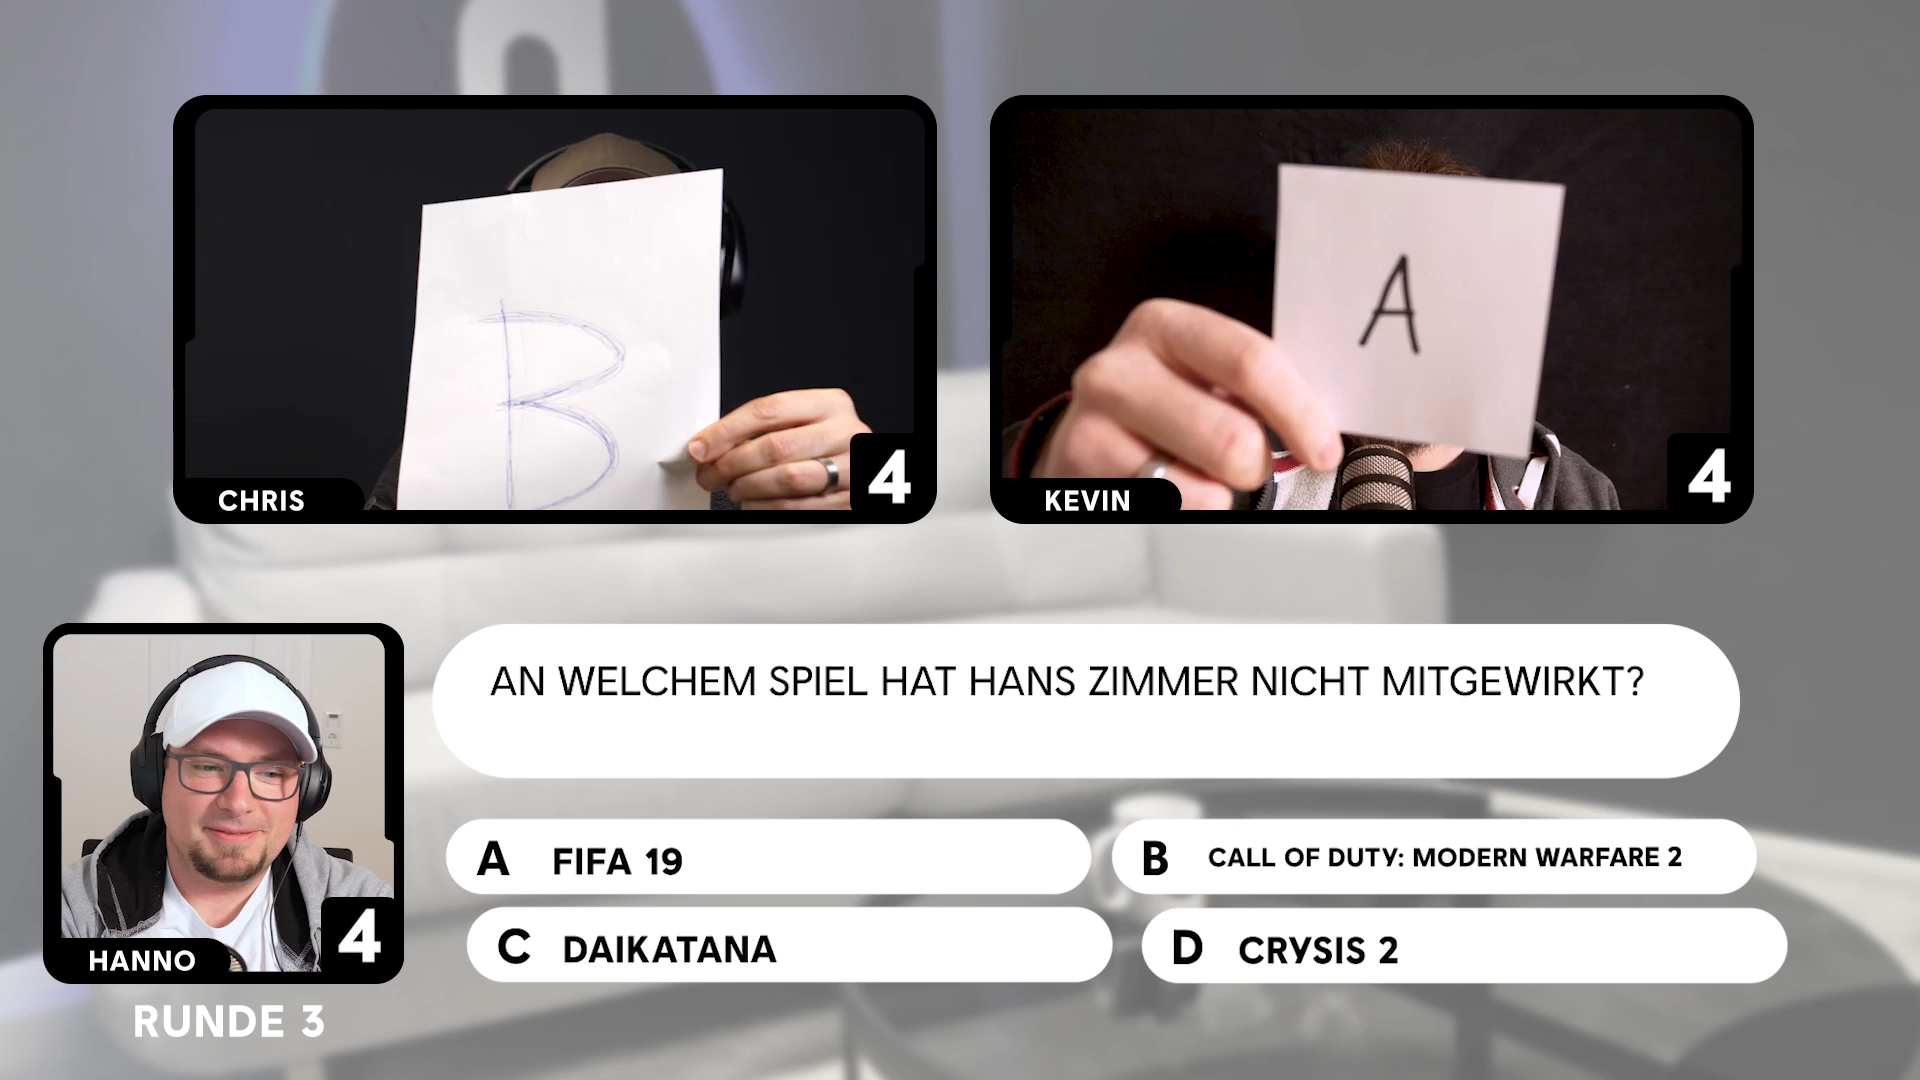 B
A
CHRIS
4
KEVIN
4
AN WELCHEM SPIEL HAT HANS ZIMMER NICHT MITGEWIRKT?
A FIFA 19
B CALL OF DUTY: MODERN WARFARE 2
C DAIKATANA
D CRYSIS 2
HANNO
4
RUNDE 3